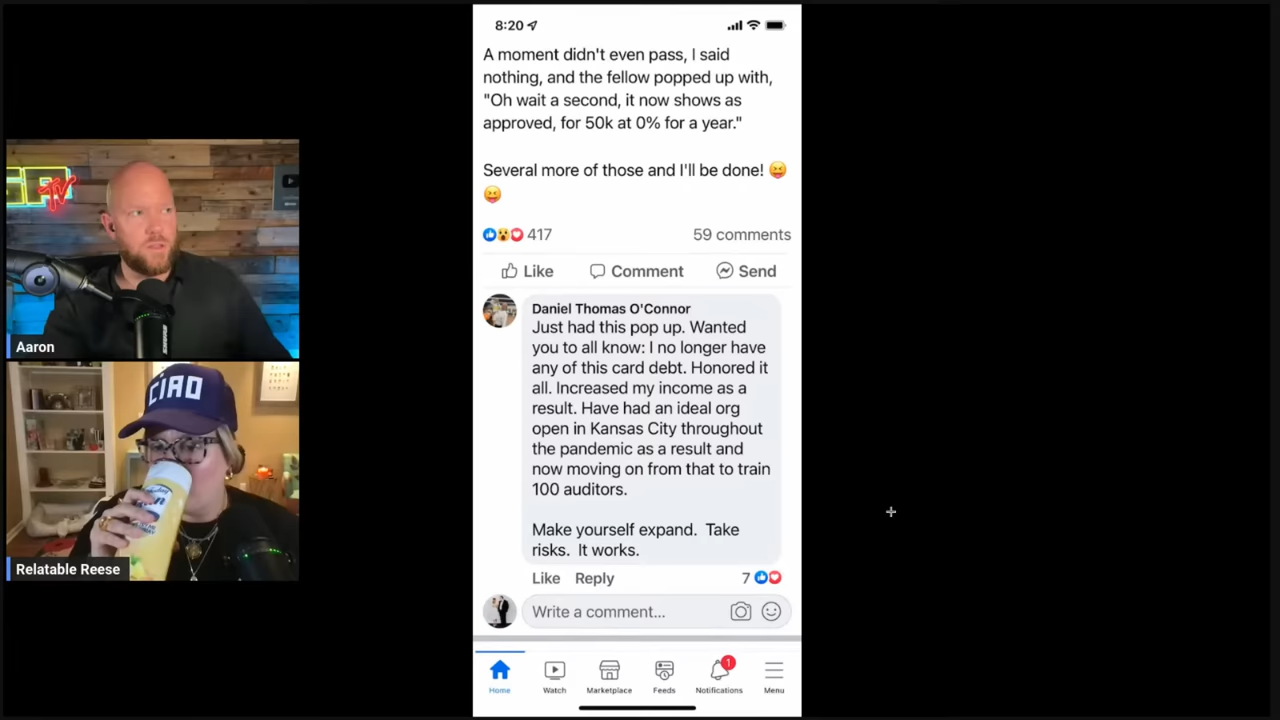 8:20
A moment didn't even pass, I said
nothing, and the fellow popped up with,
"Oh wait a second, it now shows as
approved, for 50k at 0% for a year."
Several more of those and I'll be done! 😝
😝
417
59 comments
Like
Comment
Send
Daniel Thomas O'Connor
Just had this pop up. Wanted
you to all know: I no longer have
any of this card debt. Honored it
all. Increased my income as a
result. Have had an ideal org
open in Kansas City throughout
the pandemic as a result and
now moving on from that to train
100 auditors.
Make yourself expand. Take
risks. It works.
Like
Reply
7
Write a comment...
1
Home
Watch
Marketplace
Feeds
Notifications
Menu
TV
Aaron
CIAO
Relatable Reese